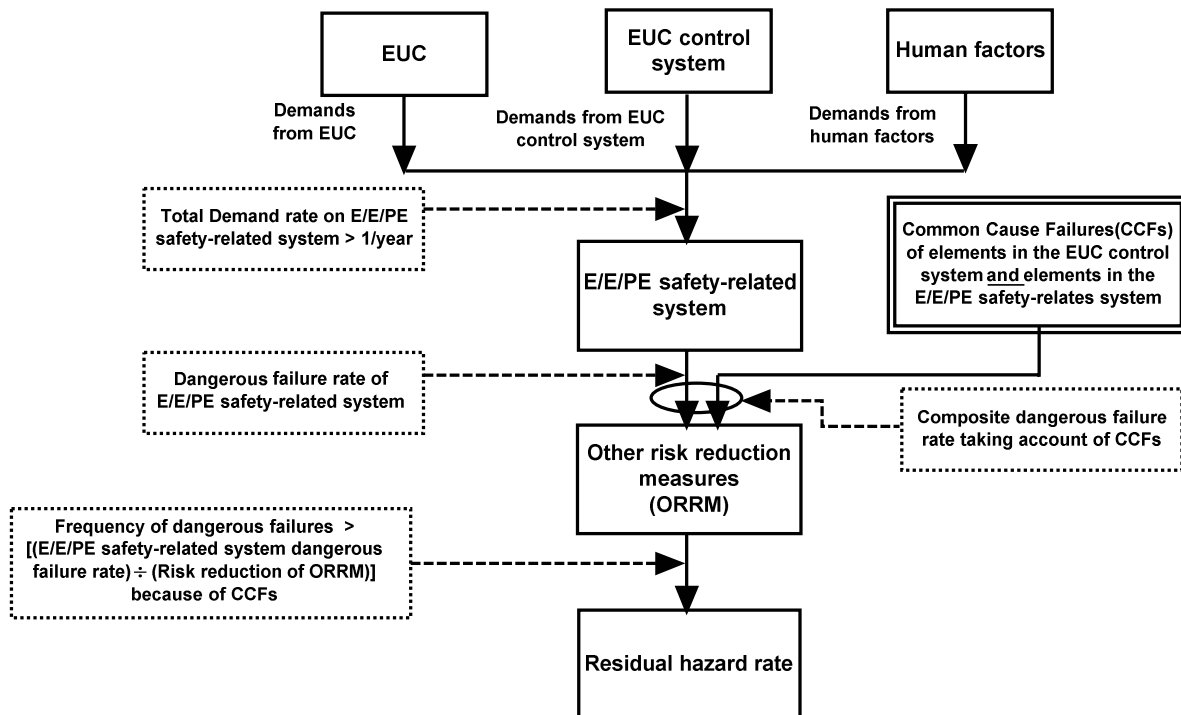 EUC
EUC control
system
Human factors
Demands
from EUC
Demands from EUC
control system
Demands from
human factors
Total Demand rate on E/E/PE
safety-related system > 1/year
Common Cause Failures(CCFs)
of elements in the EUC control
system and elements in the
E/E/PE safety-relates system
E/E/PE safety-related
system
Dangerous failure rate of
E/E/PE safety-related system
Composite dangerous failure
rate taking account of CCFs
Other risk reduction
measures
(ORRM)
Frequency of dangerous failures >
[(E/E/PE safety-related system dangerous
failure rate) ÷ (Risk reduction of ORRM)]
because of CCFs
Residual hazard rate